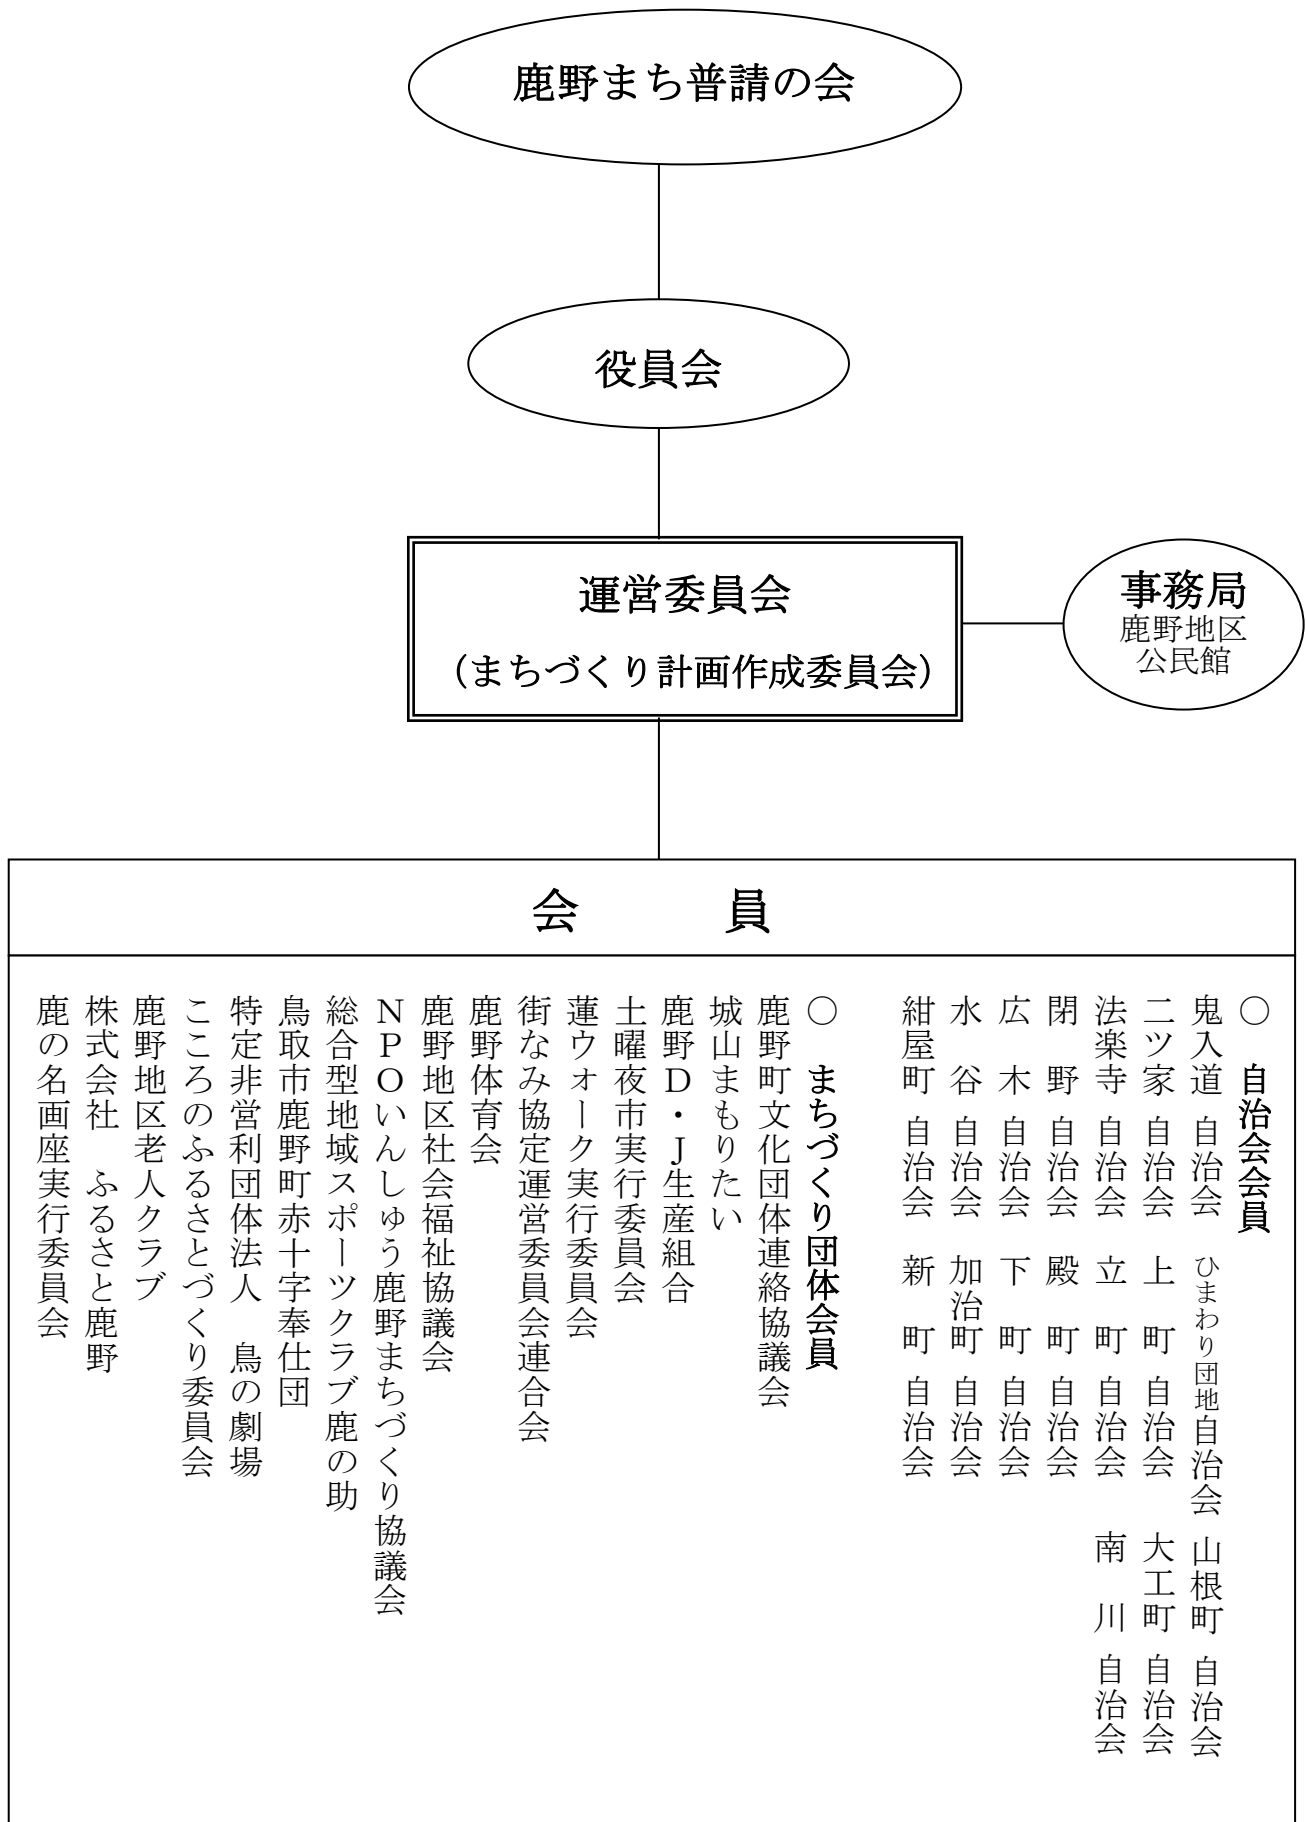 鹿野まち普請の会
役員会
運営委員会
（まちづくり計画作成委員会）
事務局
鹿野地区
公民館
会　員
○　自治会会員
鬼入道　自治会　ひまわり団地自治会　山根町　自治会
二ツ家　自治会　上　町　自治会　大工町　自治会
法楽寺　自治会　立　町　自治会　南　川　自治会
閉　野　自治会　殿　町　自治会
広　木　自治会　下　町　自治会
水　谷　自治会　加治町　自治会
紺屋町　自治会　新　町　自治会
○　まちづくり団体会員
鹿野町文化団体連絡協議会
城山まもりたい
鹿野Ｄ・Ｊ生産組合
土曜夜市実行委員会
蓮ウォーク実行委員会
街なみ協定運営委員会連合会
鹿野体育会
鹿野地区社会福祉協議会
ＮＰＯいんしゅう鹿野まちづくり協議会
総合型地域スポーツクラブ鹿の助
鳥取市鹿野町赤十字奉仕団
特定非営利団体法人　鳥の劇場
こころのふるさとづくり委員会
鹿野地区老人クラブ
株式会社　ふるさと鹿野
鹿の名画座実行委員会